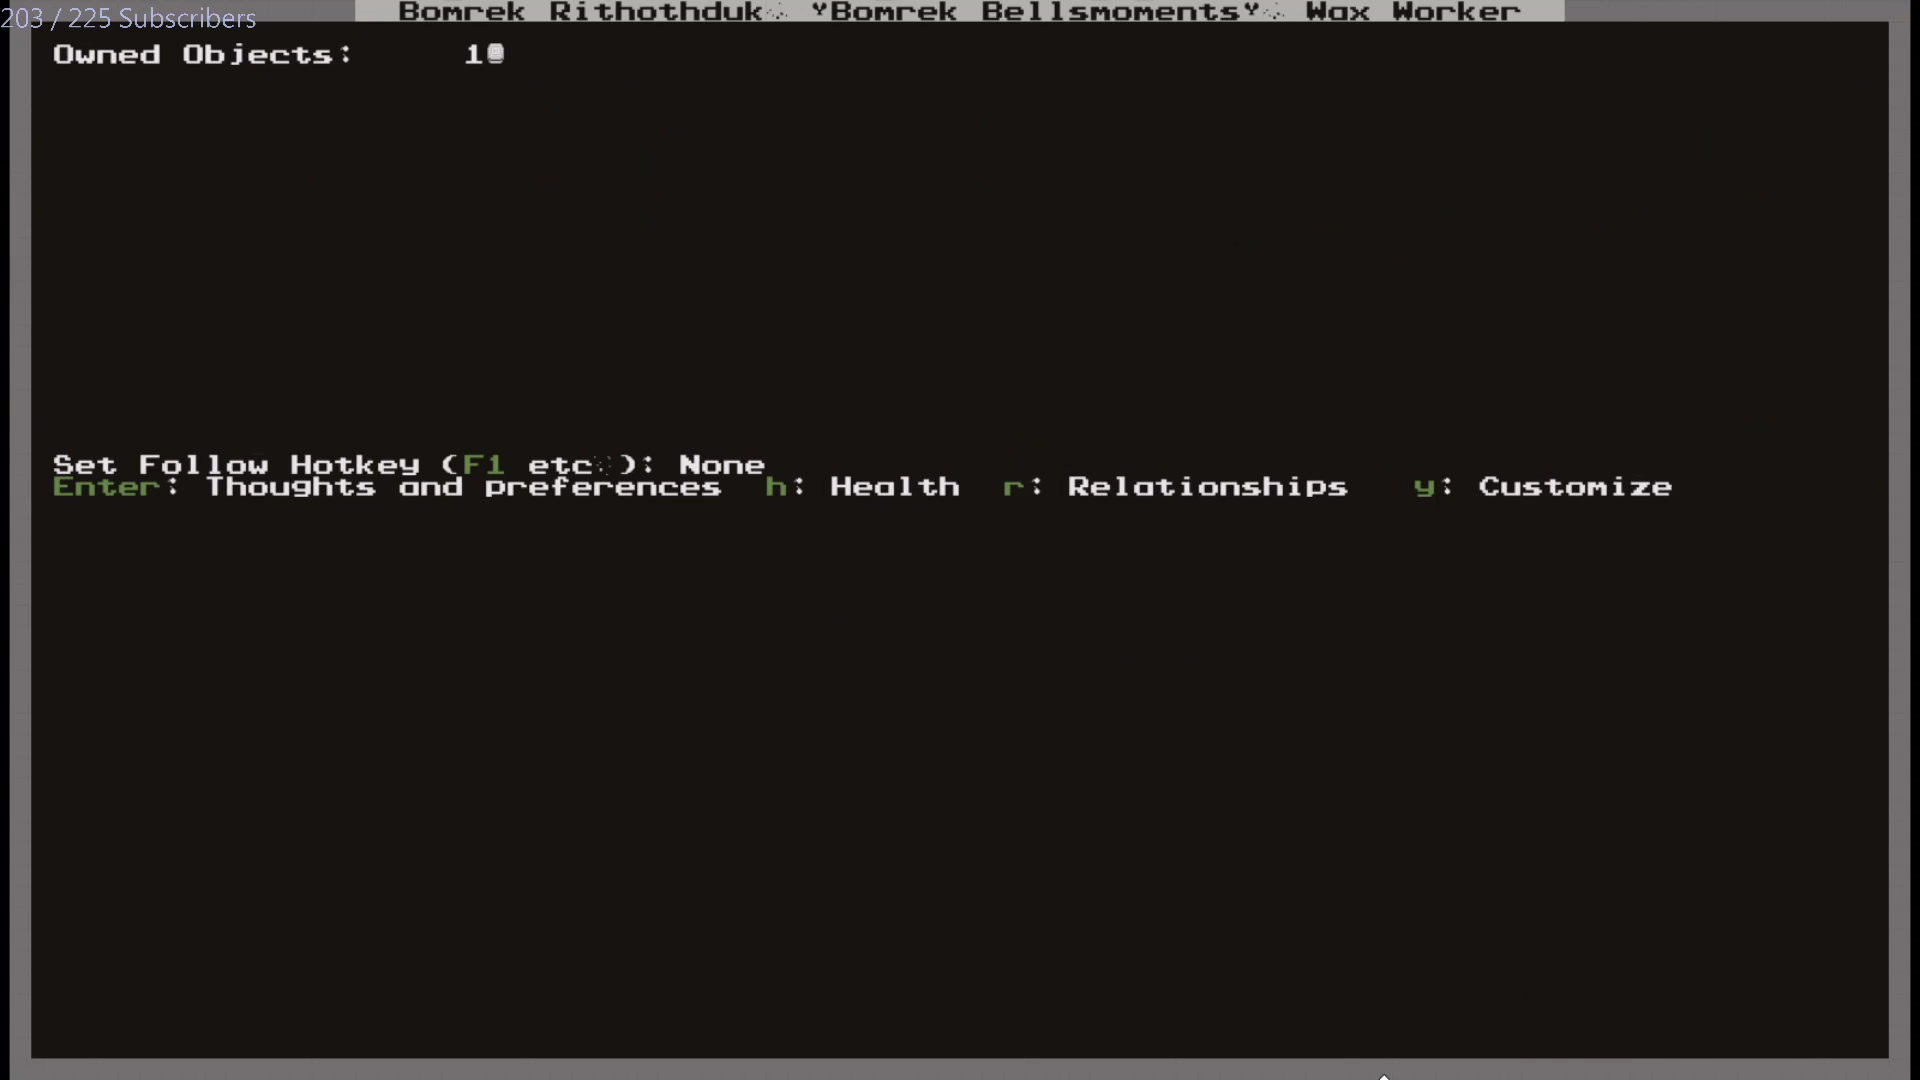 203 / 225 Subscribers
Bomrek Rithothduk, "Bomrek Bellsmoments", Wax Worker
Owned Objects: 1
Set Follow Hotkey (F1 etc.): None
Enter: Thoughts and preferences h: Health r: Relationships y: Customize